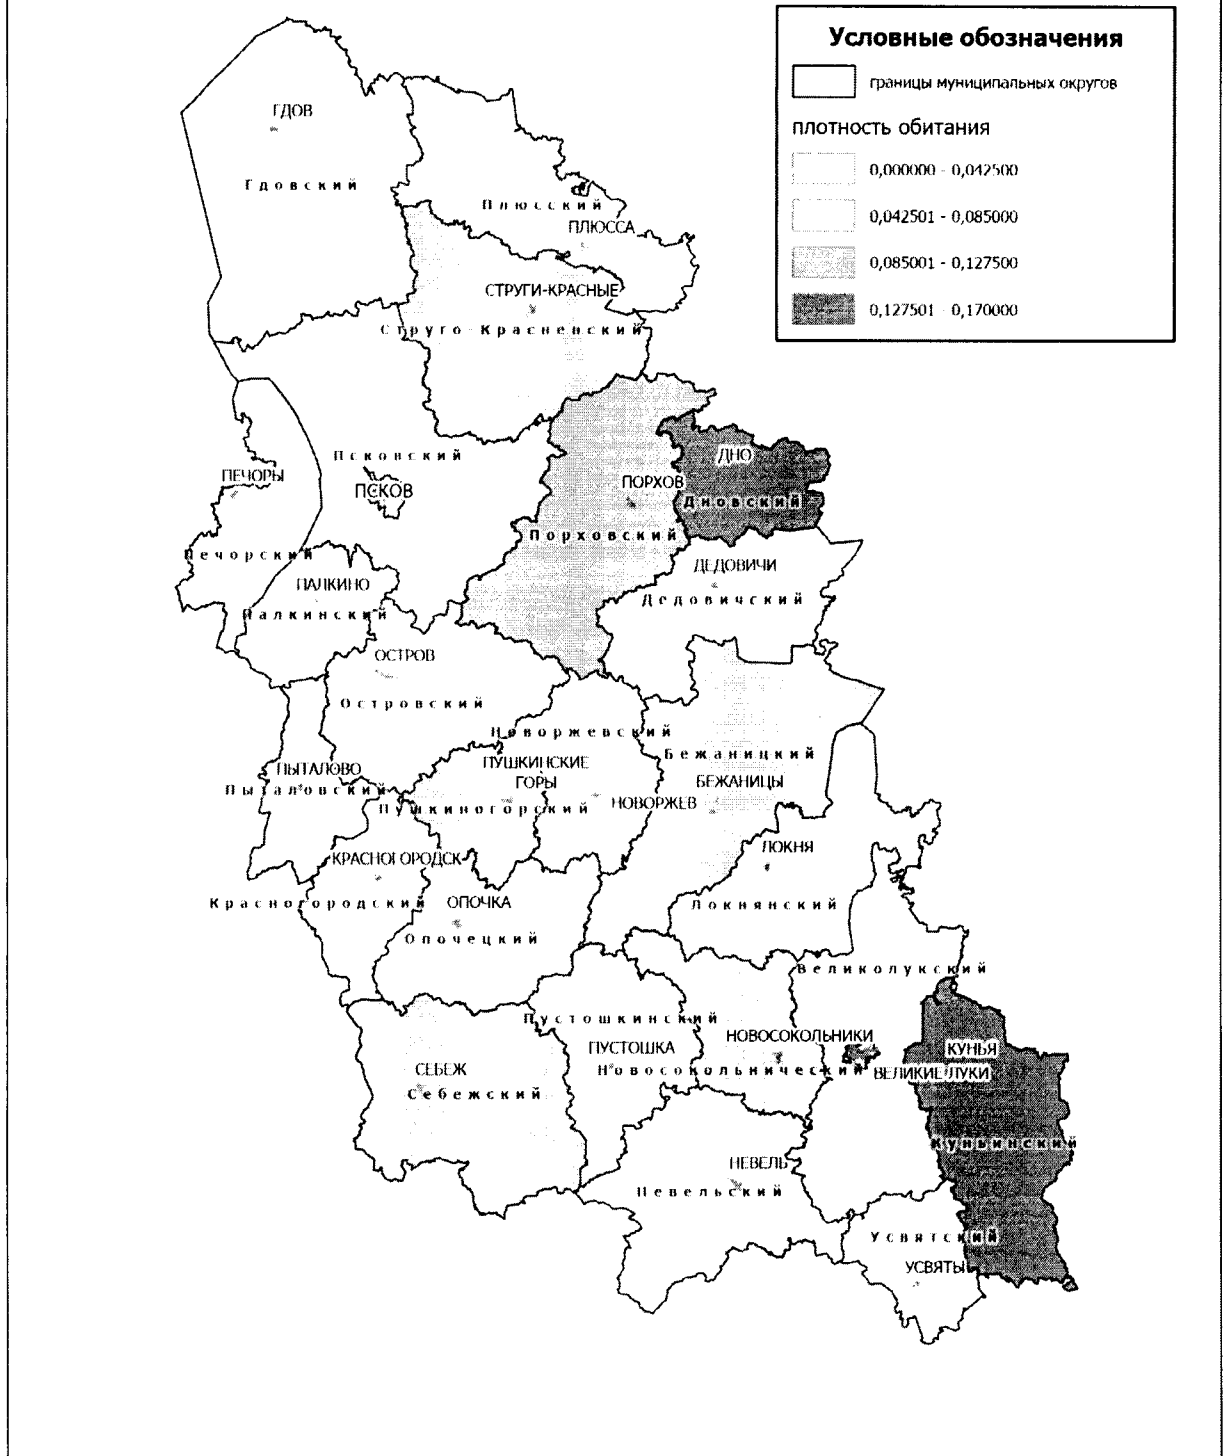 Условные обозначения
границы муниципальных округов
плотность обитания
0,000000 - 0,042500
0,042501 - 0,085000
0,085001 - 0,127500
0,127501 - 0,170000
ГДОВ
Гдовский
Плюсский
ПЛЮССА
СТРУГИ-КРАСНЫЕ
Струго-Красненский
Псковский
ПСКОВ
ПЕЧОРЫ
Печорский
ДНО
Дновский
ПОРХОВ
Порховский
ДЕДОВИЧИ
Дедовичский
ПАЛКИНО
Палкинский
ОСТРОВ
Островский
Новоржевский
Бежаницкий
БЕЖАНИЦЫ
ПУШКИНСКИЕ
ГОРЫ
Пушкиногорский
НОВОРЖЕВ
ПЫТАЛОВО
Пыталовский
ЛОКНЯ
Локнянский
КРАСНОГОРОДСК
Красногородский
ОПОЧКА
Опочецкий
Великолукский
Пустошкинский
ПУСТОШКА
НОВОСОКОЛЬНИКИ
Новосокольнический
ВЕЛИКИЕ ЛУКИ
КУНЬЯ
Куньинский
СЕБЕЖ
Себежский
НЕВЕЛЬ
Невельский
Усвятский
УСВЯТЫ